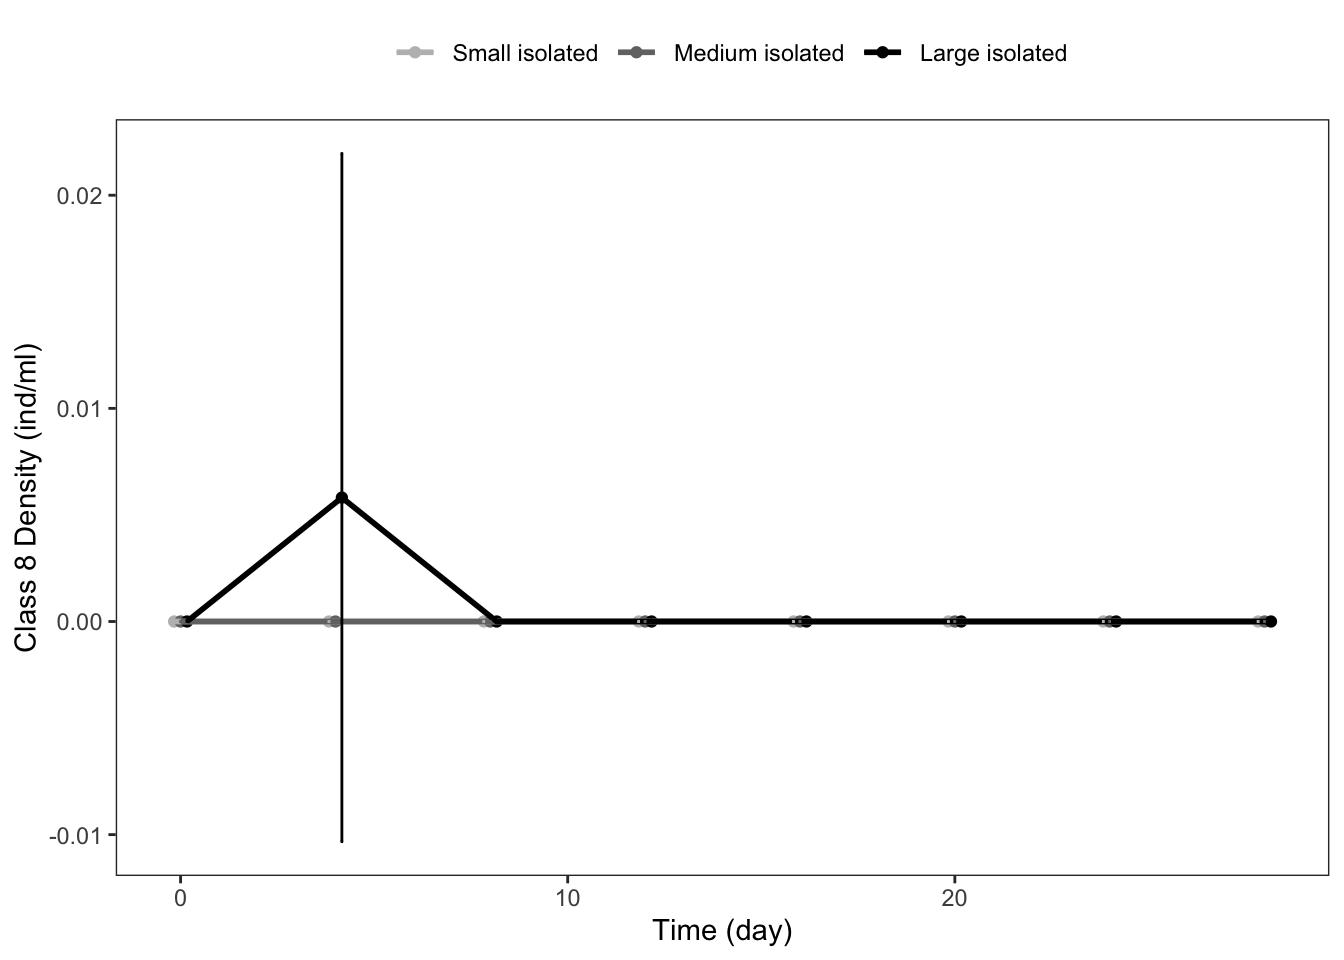 Small isolated Medium isolated Large isolated
Class 8 Density (ind/ml)
0.02
0.01
0.00
-0.01
0 10 20
Time (day)